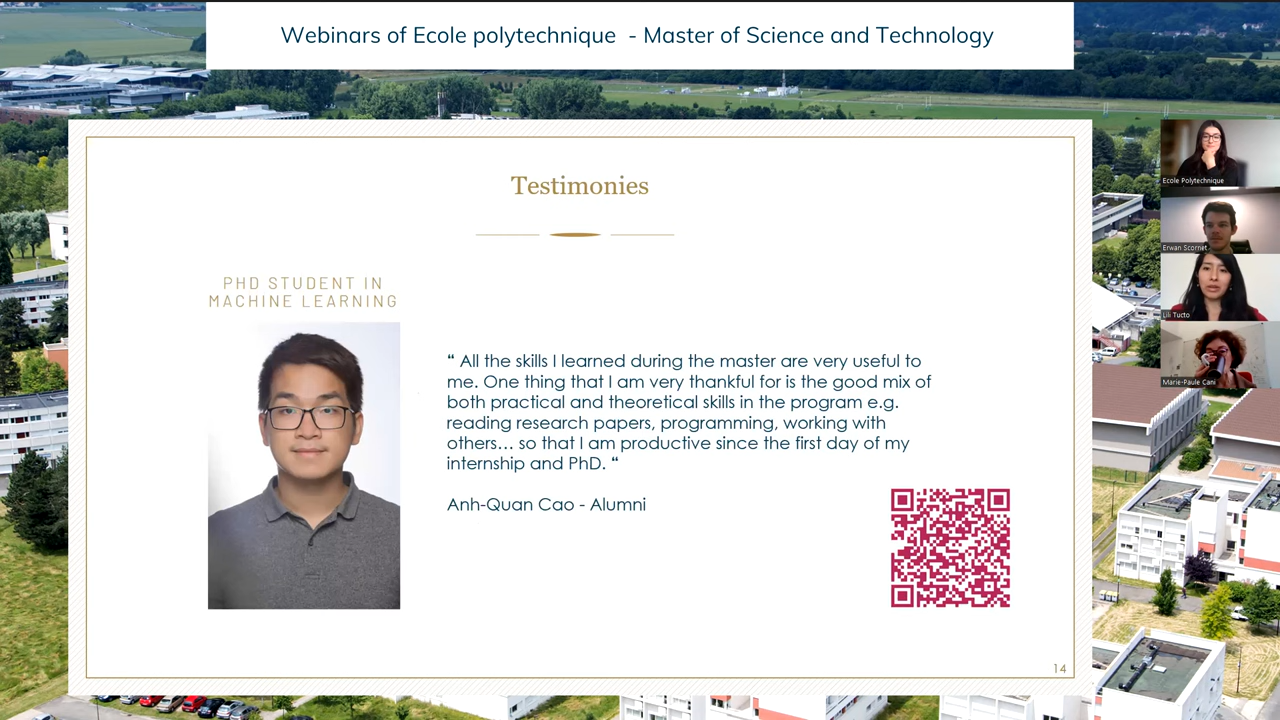 Webinars of Ecole polytechnique - Master of Science and Technology
Testimonies
PHD STUDENT IN
MACHINE LEARNING
“ All the skills I learned during the master are very useful to
me. One thing that I am very thankful for is the good mix of
both practical and theoretical skills in the program e.g.
reading research papers, programming, working with
others… so that I am productive since the first day of my
internship and PhD. “
Anh-Quan Cao - Alumni
14
Ecole Polytechnique
Erwan Scornet
Lili Tucto
Marie-Paule Cani